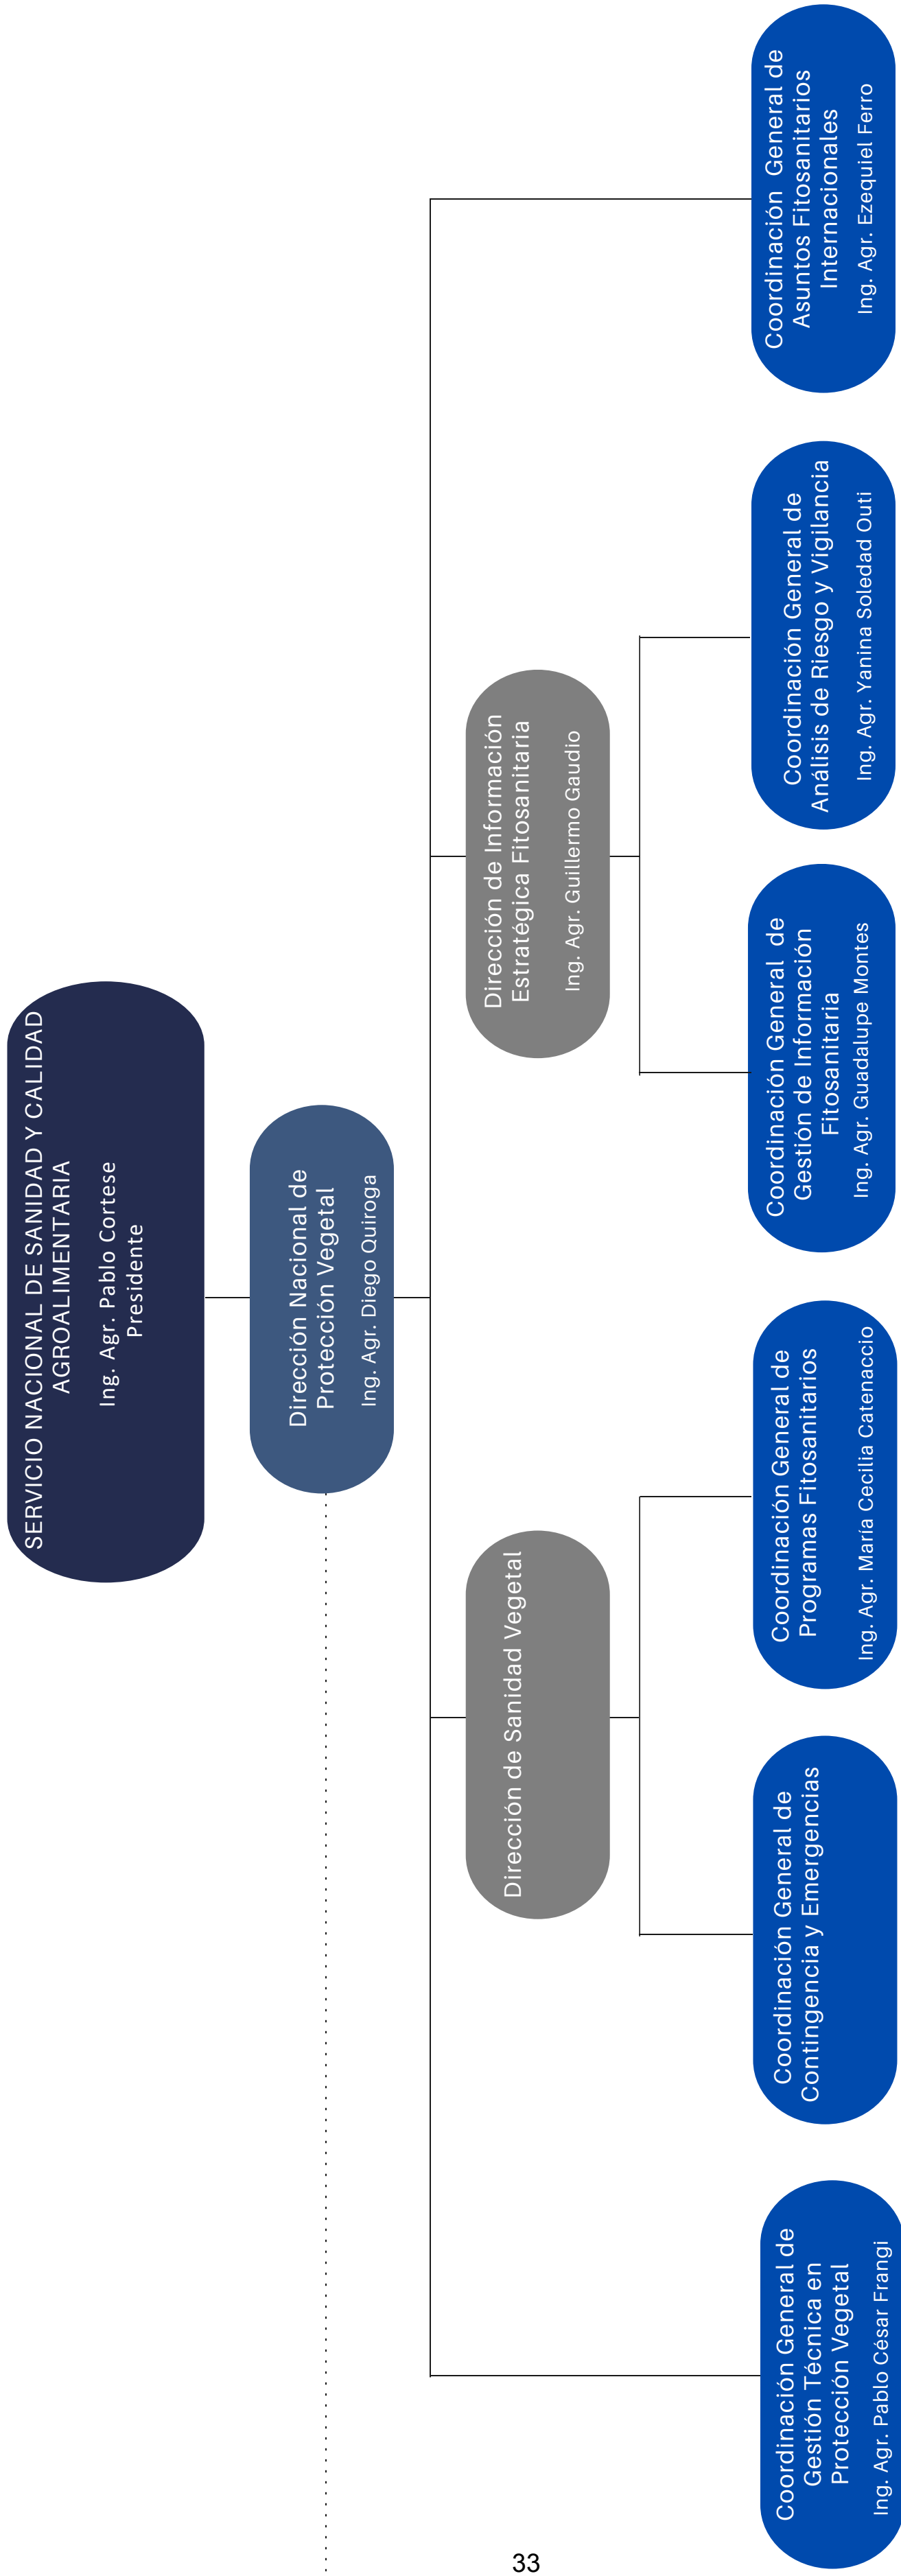 SERVICIO NACIONAL DE SANIDAD Y CALIDAD
AGROALIMENTARIA
Ing. Agr. Pablo Cortese
Presidente
Dirección Nacional de
Protección Vegetal
Ing. Agr. Diego Quiroga
Dirección de Sanidad Vegetal
Dirección de Información
Estratégica Fitosanitaria
Ing. Agr. Guillermo Gaudio
Coordinación General de
Gestión Técnica en
Protección Vegetal
Ing. Agr. Pablo César Frangi
Coordinación General de
Contingencia y Emergencias
Coordinación General de
Programas Fitosanitarios
Ing. Agr. María Cecilia Catenaccio
Coordinación General de
Gestión de Información
Fitosanitaria
Ing. Agr. Guadalupe Montes
Coordinación General de
Análisis de Riesgo y Vigilancia
Ing. Agr. Yanina Soledad Outi
Coordinación General de
Asuntos Fitosanitarios
Internacionales
Ing. Agr. Ezequiel Ferro
33